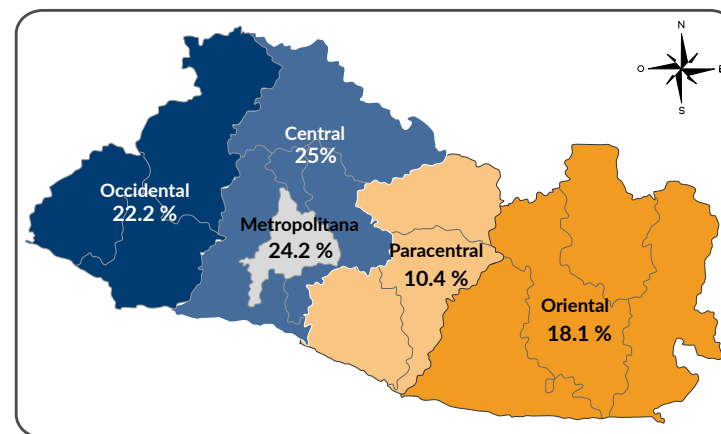 N
O
E
S
Central
25%
Occidental
22.2 %
Metropolitana
24.2 %
Paracentral
10.4 %
Oriental
18.1 %